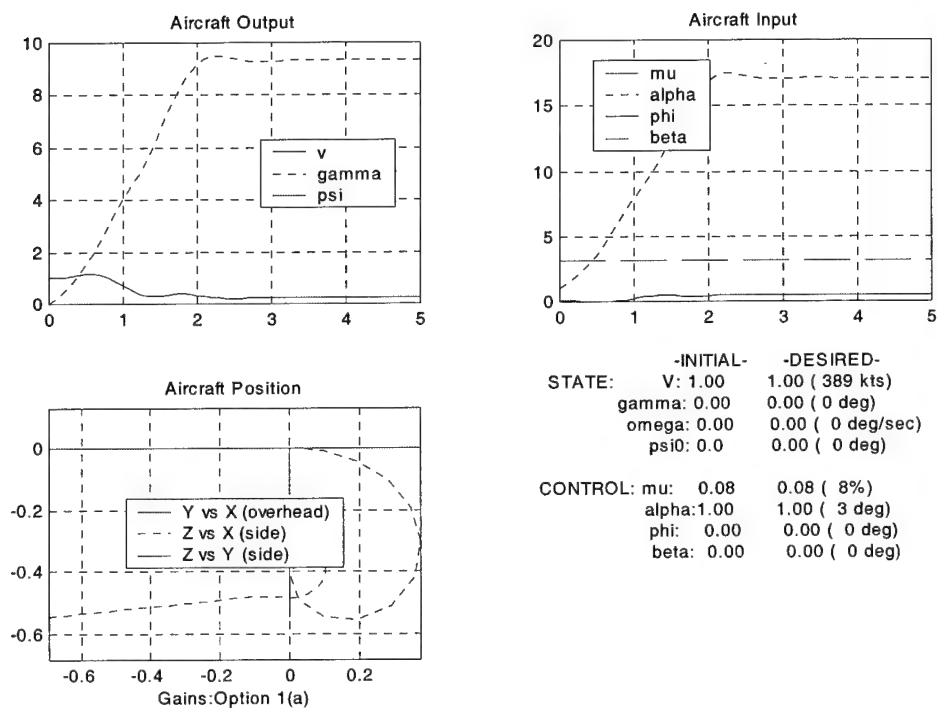 Aircraft Output
10
8
6
4
2
0
0 1 2 3 4 5
v
gamma
psi
Aircraft Input
20
15
10
5
0
0 1 2 3 4 5
mu
alpha
phi
beta
Aircraft Position
0
-0.2
-0.4
-0.6
-0.6 -0.4 -0.2 0 0.2
Y vs X (overhead)
Z vs X (side)
Z vs Y (side)
Gains:Option 1(a)
-INITIAL- -DESIRED-
STATE: V: 1.00 1.00 ( 389 kts)
gamma: 0.00 0.00 ( 0 deg)
omega: 0.00 0.00 ( 0 deg/sec)
psi0: 0.0 0.00 ( 0 deg)
CONTROL: mu: 0.08 0.08 ( 8%)
alpha:1.00 1.00 ( 3 deg)
phi: 0.00 0.00 ( 0 deg)
beta: 0.00 0.00 ( 0 deg)